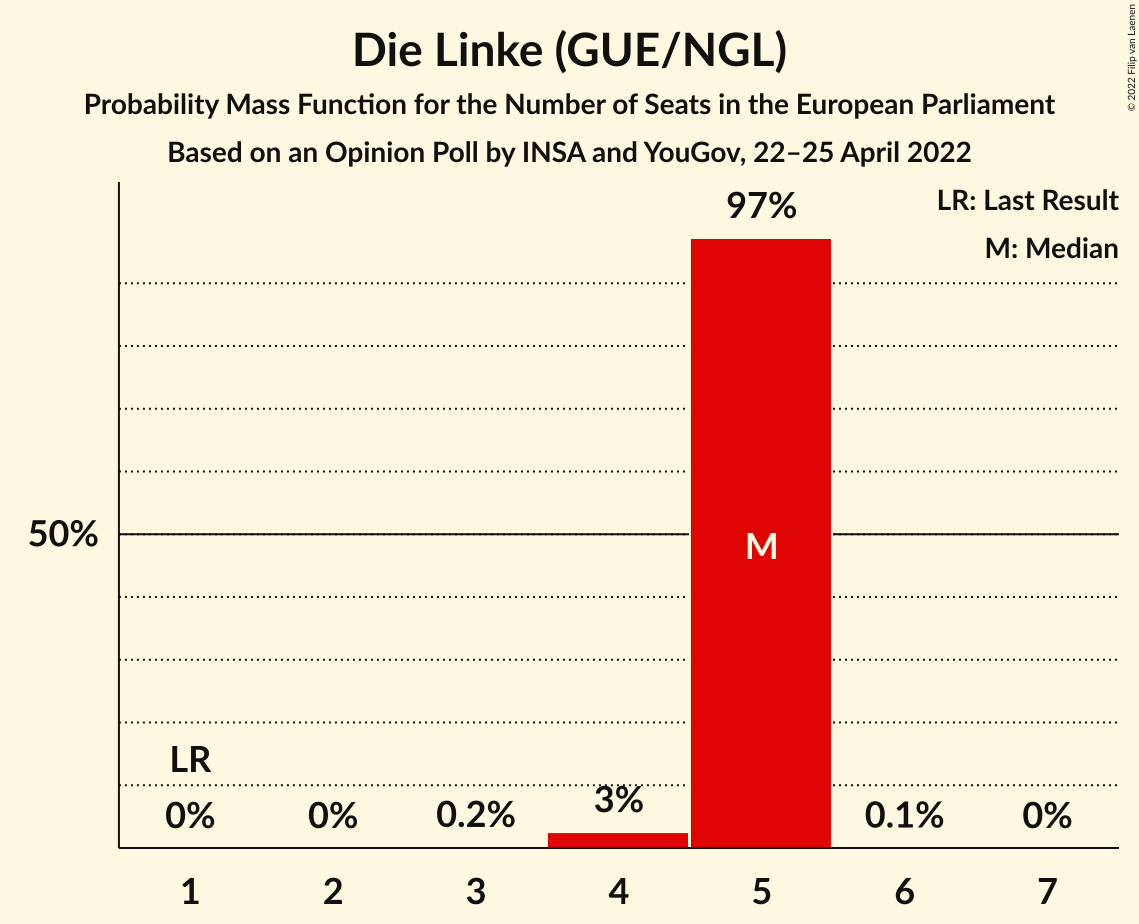 Die Linke (GUE/NGL)
Probability Mass Function for the Number of Seats in the European Parliament
Based on an Opinion Poll by INSA and YouGov, 22–25 April 2022
© 2022 Filip van Laenen
LR: Last Result
M: Median
97%
50%
M
LR
0%
0%
0.2%
3%
0.1%
0%
1
2
3
4
5
6
7